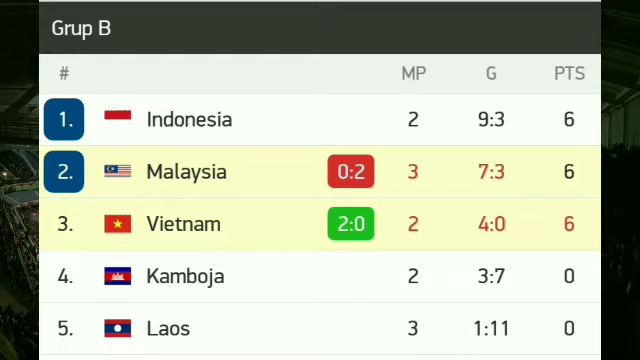 Grup B
# MP G PTS
1. Indonesia 2 9:3 6
2. Malaysia 0:2 3 7:3 6
3. Vietnam 2:0 2 4:0 6
4. Kamboja 2 3:7 0
5. Laos 3 1:11 0